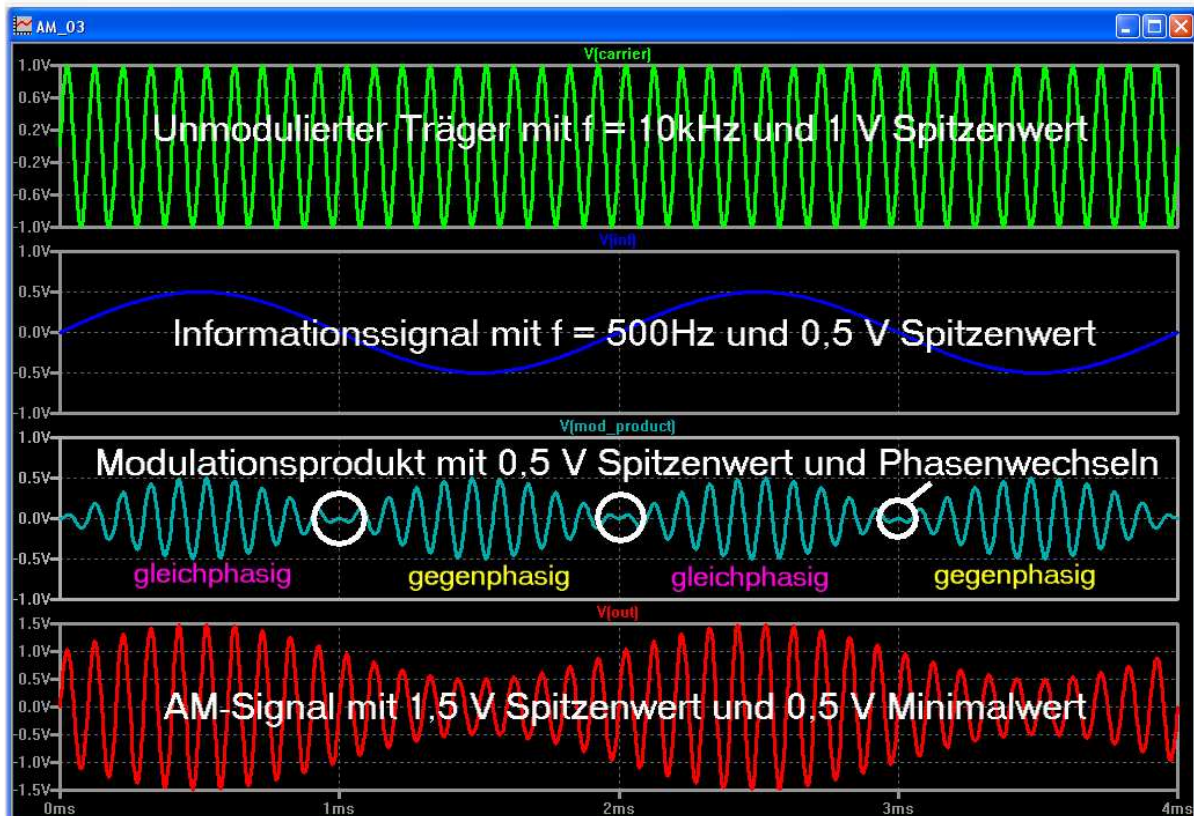 AM_03
V(carrier)
1.0V
0.6V
0.2V
-0.2V
-0.6V
-1.0V
Unmodulierter Träger mit f = 10kHz und 1 V Spitzenwert
V(inf)
1.0V
0.5V
0.0V
-0.5V
-1.0V
Informationssignal mit f = 500Hz und 0,5 V Spitzenwert
V(mod_product)
1.0V
0.5V
0.0V
-0.5V
-1.0V
Modulationsprodukt mit 0,5 V Spitzenwert und Phasenwechseln
gleichphasig gegenphasig gleichphasig gegenphasig
V(out)
1.5V
1.0V
0.5V
0.0V
-0.5V
-1.0V
-1.5V
AM-Signal mit 1,5 V Spitzenwert und 0,5 V Minimalwert
0ms 1ms 2ms 3ms 4ms